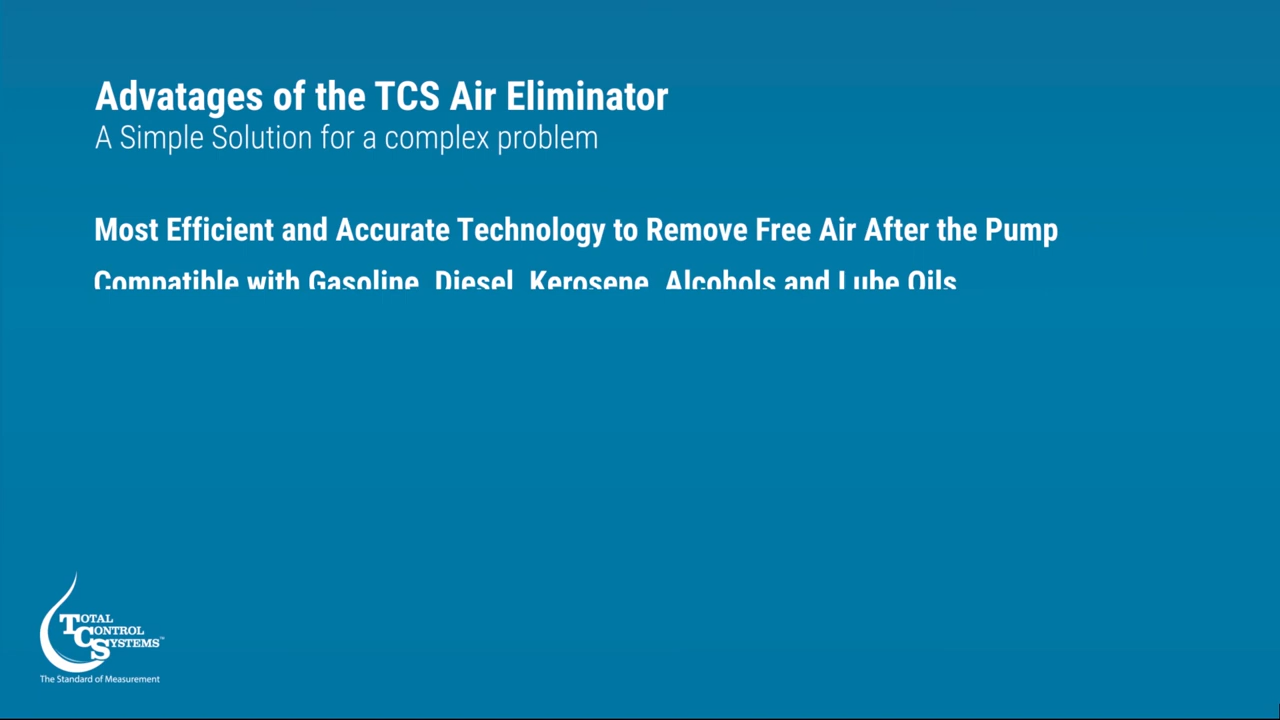 Advatages of the TCS Air Eliminator
A Simple Solution for a complex problem
Most Efficient and Accurate Technology to Remove Free Air After the Pump
Compatible with Gasoline, Diesel, Kerosene, Alcohols and Lube Oils
TOTAL
CONTROL
SYSTEMS™
The Standard of Measurement